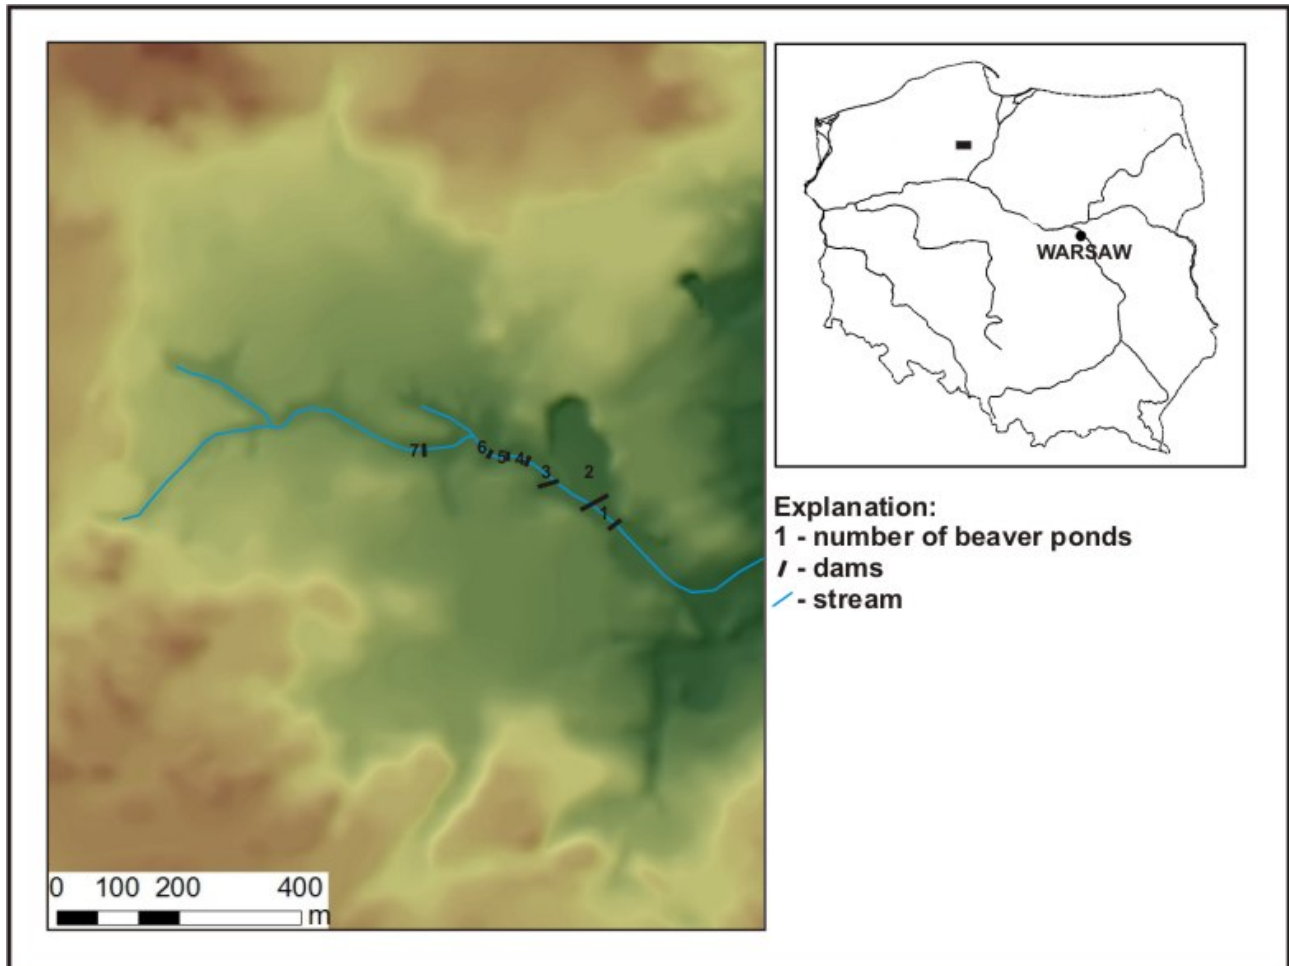 WARSAW
7
6
5
4
3
2
1
Explanation:
1 - number of beaver ponds
- dams
- stream
0 100 200 400
m